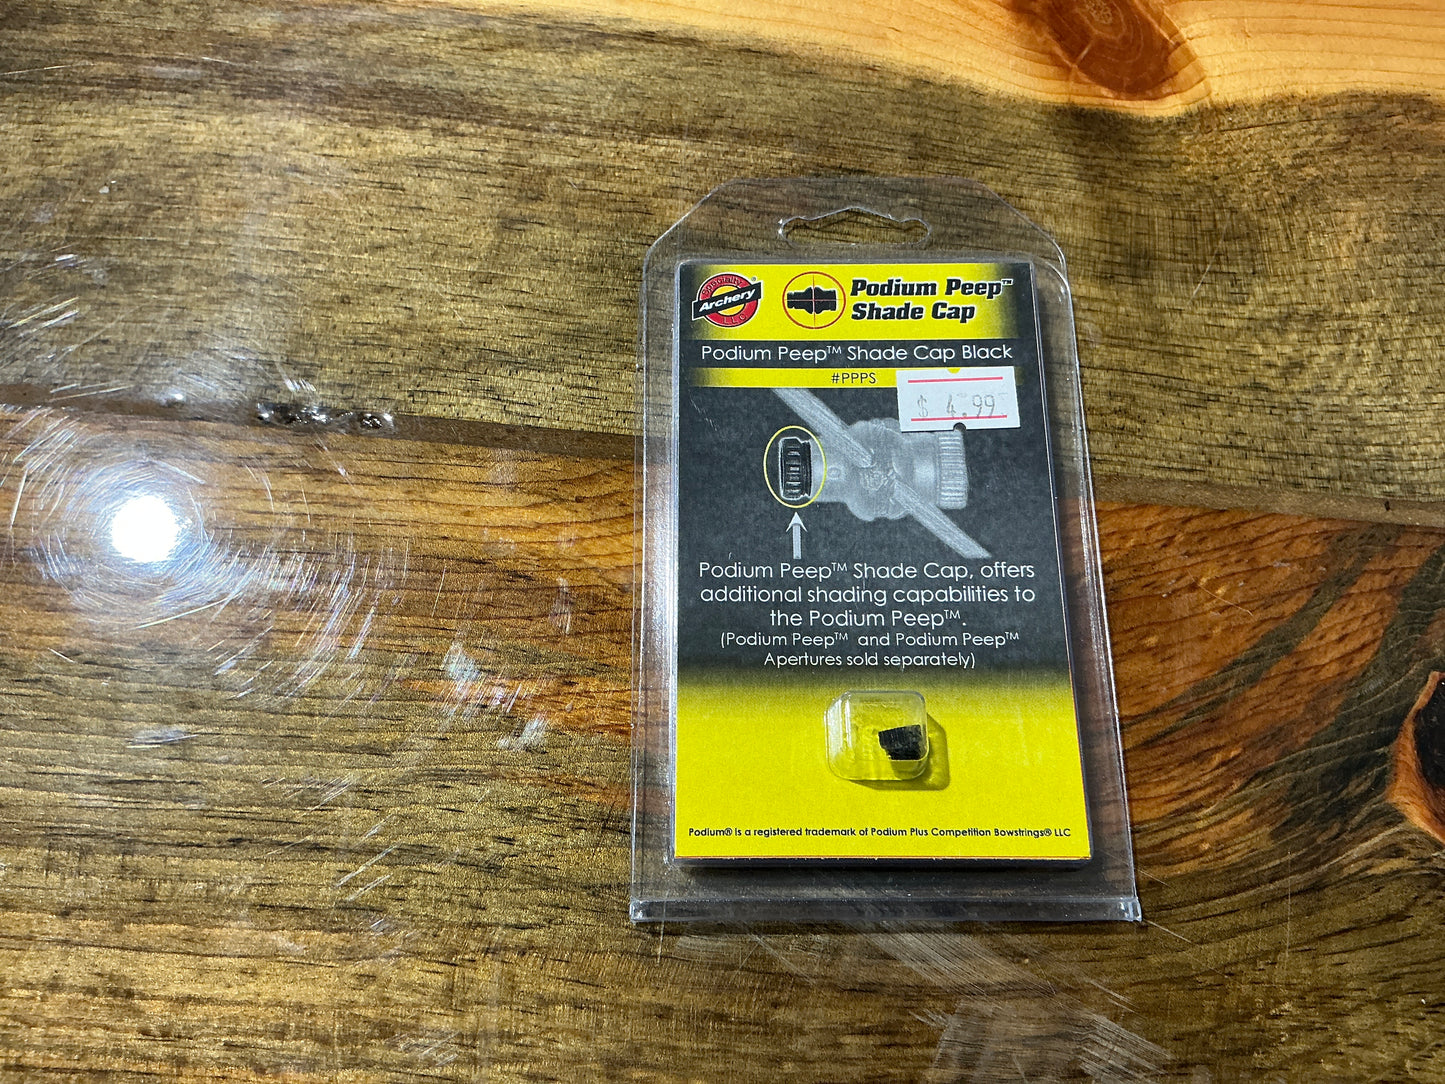 Specialty
Archery
LLC
Podium Peep™
Shade Cap
Podium Peep™ Shade Cap Black
#PPPS
$ 4.99
Podium Peep™ Shade Cap, offers
additional shading capabilities to
the Podium Peep™.
(Podium Peep™ and Podium Peep™
Apertures sold separately)
Podium® is a registered trademark of Podium Plus Competition Bowstrings® LLC